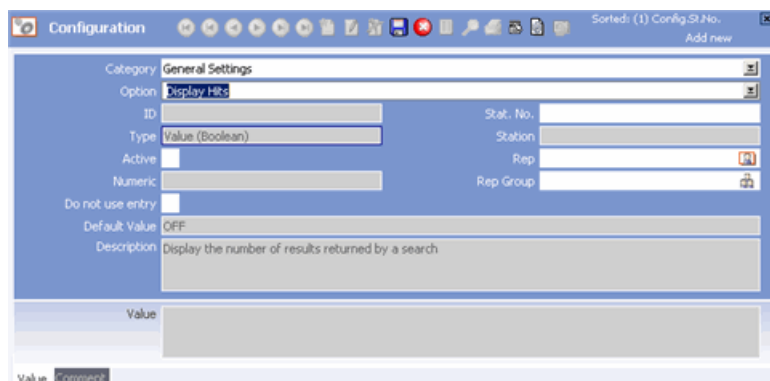 Configuration
Sorted: (1) Config.St.No.
Add new
Category General Settings
Option Display Hits
ID Stat. No.
Type Value (Boolean) Station
Active Rep
Numeric Rep Group
Do not use entry
Default Value OFF
Description Display the number of results returned by a search
Value
Value Comment